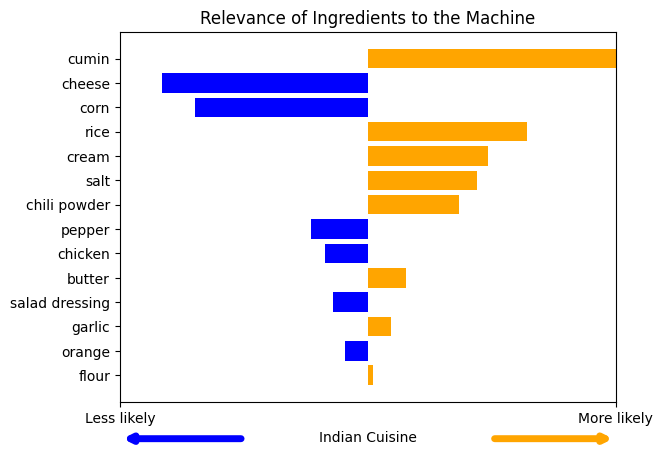 Relevance of Ingredients to the Machine
cumin
cheese
corn
rice
cream
salt
chili powder
pepper
chicken
butter
salad dressing
garlic
orange
flour
Less likely
More likely
Indian Cuisine